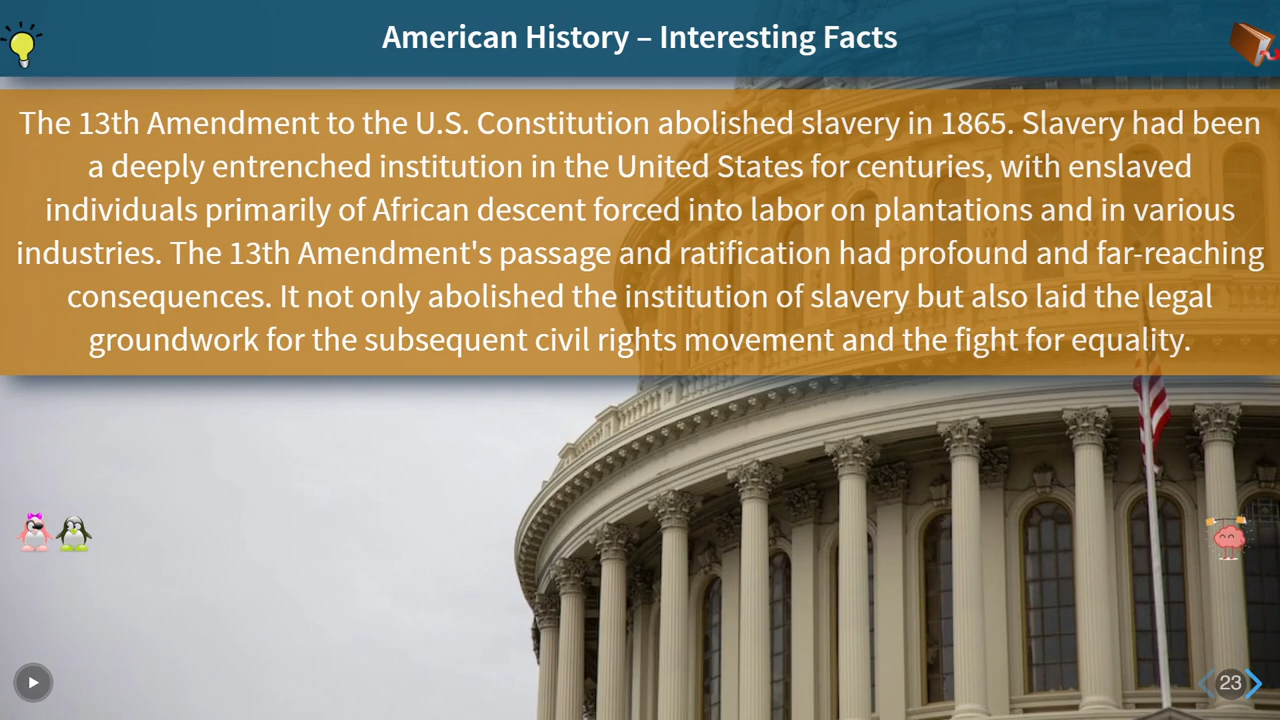 American History – Interesting Facts
The 13th Amendment to the U.S. Constitution abolished slavery in 1865. Slavery had been
a deeply entrenched institution in the United States for centuries, with enslaved
individuals primarily of African descent forced into labor on plantations and in various
industries. The 13th Amendment's passage and ratification had profound and far-reaching
consequences. It not only abolished the institution of slavery but also laid the legal
groundwork for the subsequent civil rights movement and the fight for equality.
23